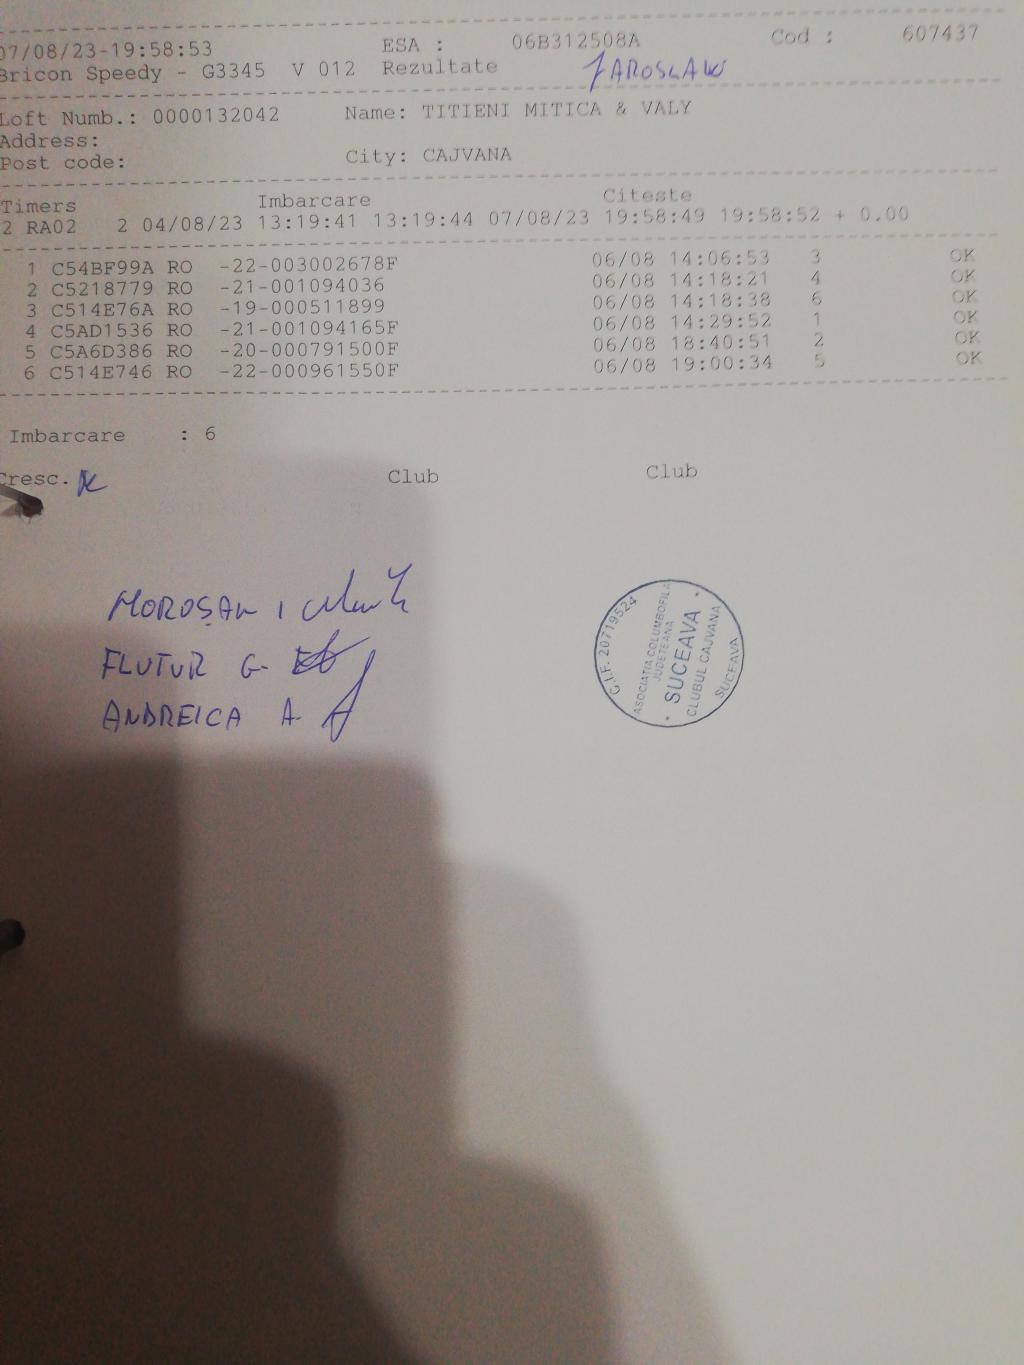 07/08/23-19:58:53 ESA : 06B312508A Cod : 607437
Bricon Speedy - G3345 V 012 Rezultate JAROSLAW
Loft Numb.: 0000132042 Name: TITIENI MITICA & VALY
Address:
Post code: City: CAJVANA
Timers Imbarcare Citeste
2 RA02 2 04/08/23 13:19:41 13:19:44 07/08/23 19:58:49 19:58:52 + 0.00
1 C54BF99A RO -22-003002678F 06/08 14:06:53 3 OK
2 C5218779 RO -21-001094036 06/08 14:18:21 4 OK
3 C514E76A RO -19-000511899 06/08 14:18:38 6 OK
4 C5AD1536 RO -21-001094165F 06/08 14:29:52 1 OK
5 C5A6D386 RO -20-000791500F 06/08 18:40:51 2 OK
6 C514E746 RO -22-000961550F 06/08 19:00:34 5 OK
Imbarcare : 6
Cresc. Club Club
MOROȘAN I
FLUTUR G.
ANDREICA A.
C.I.F. 20719524
ASOCIATIA COLUMBOFILA
JUDETEANA
SUCEAVA
CLUBUL CAJVANA
SUCEAVA